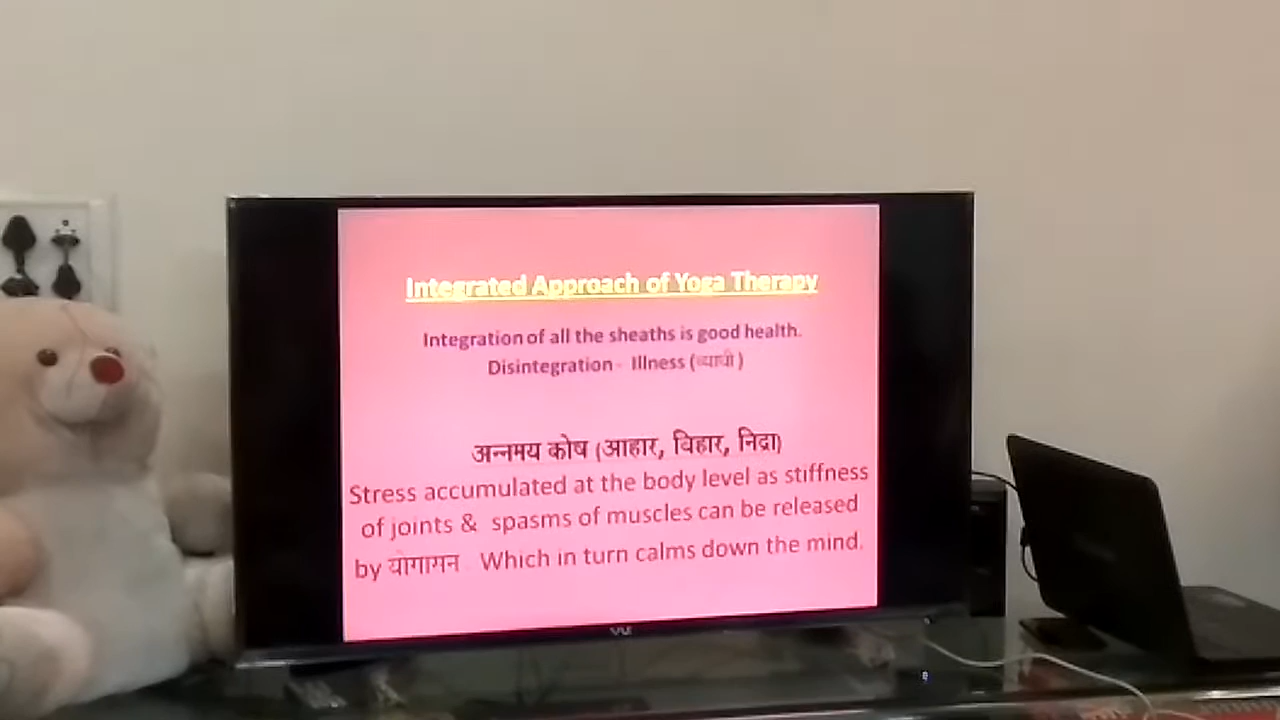 Integrated Approach of Yoga Therapy
Integration of all the sheaths is good health.
Disintegration - Illness (व्याधी)
अन्नमय कोष (आहार, विहार, निद्रा)
Stress accumulated at the body level as stiffness
of joints & spasms of muscles can be released
by योगासन . Which in turn calms down the mind.
VU